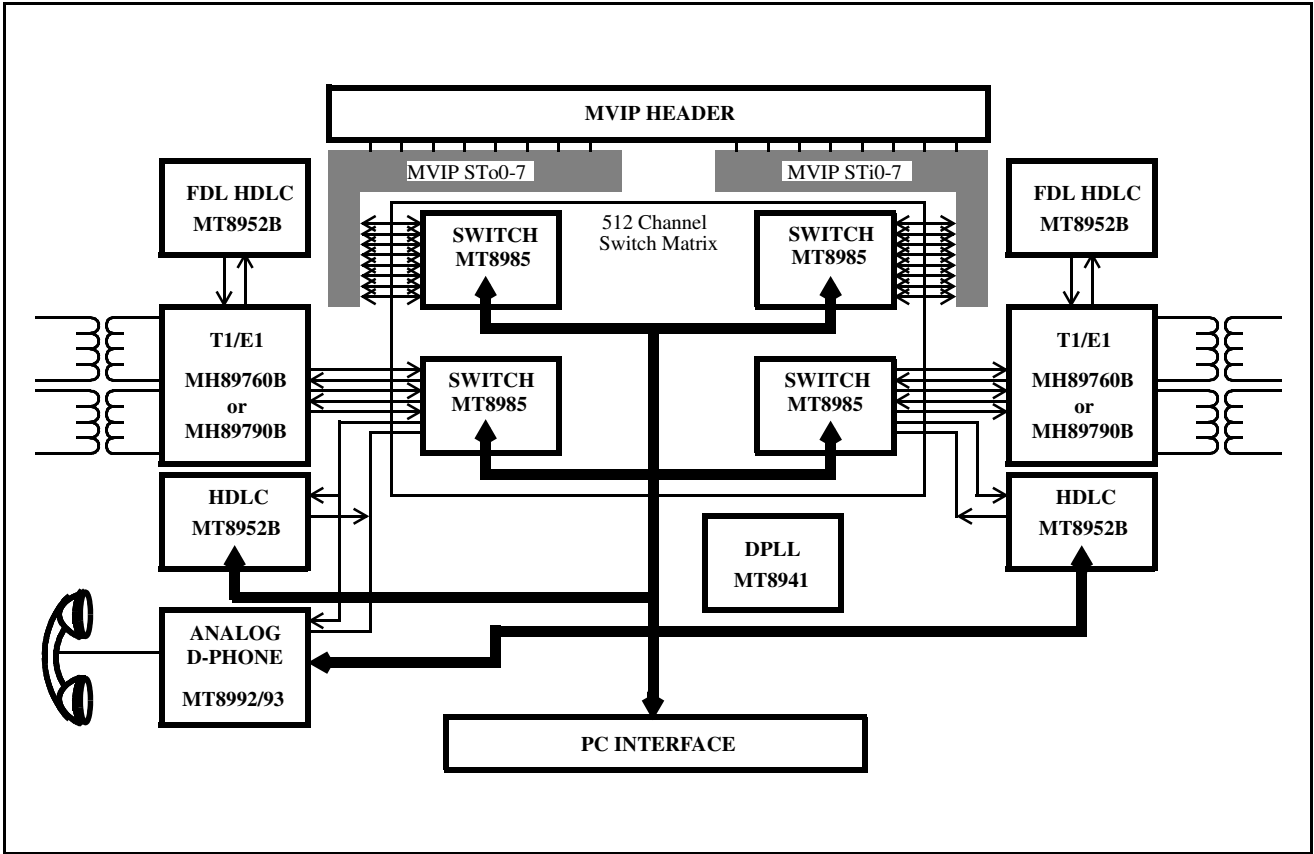 MVIP HEADER
MVIP STo0-7
MVIP STi0-7
FDL HDLC
MT8952B
512 Channel
Switch Matrix
FDL HDLC
MT8952B
SWITCH
MT8985
SWITCH
MT8985
T1/E1
MH89760B
or
MH89790B
SWITCH
MT8985
SWITCH
MT8985
T1/E1
MH89760B
or
MH89790B
HDLC
MT8952B
DPLL
MT8941
HDLC
MT8952B
ANALOG
D-PHONE
MT8992/93
PC INTERFACE